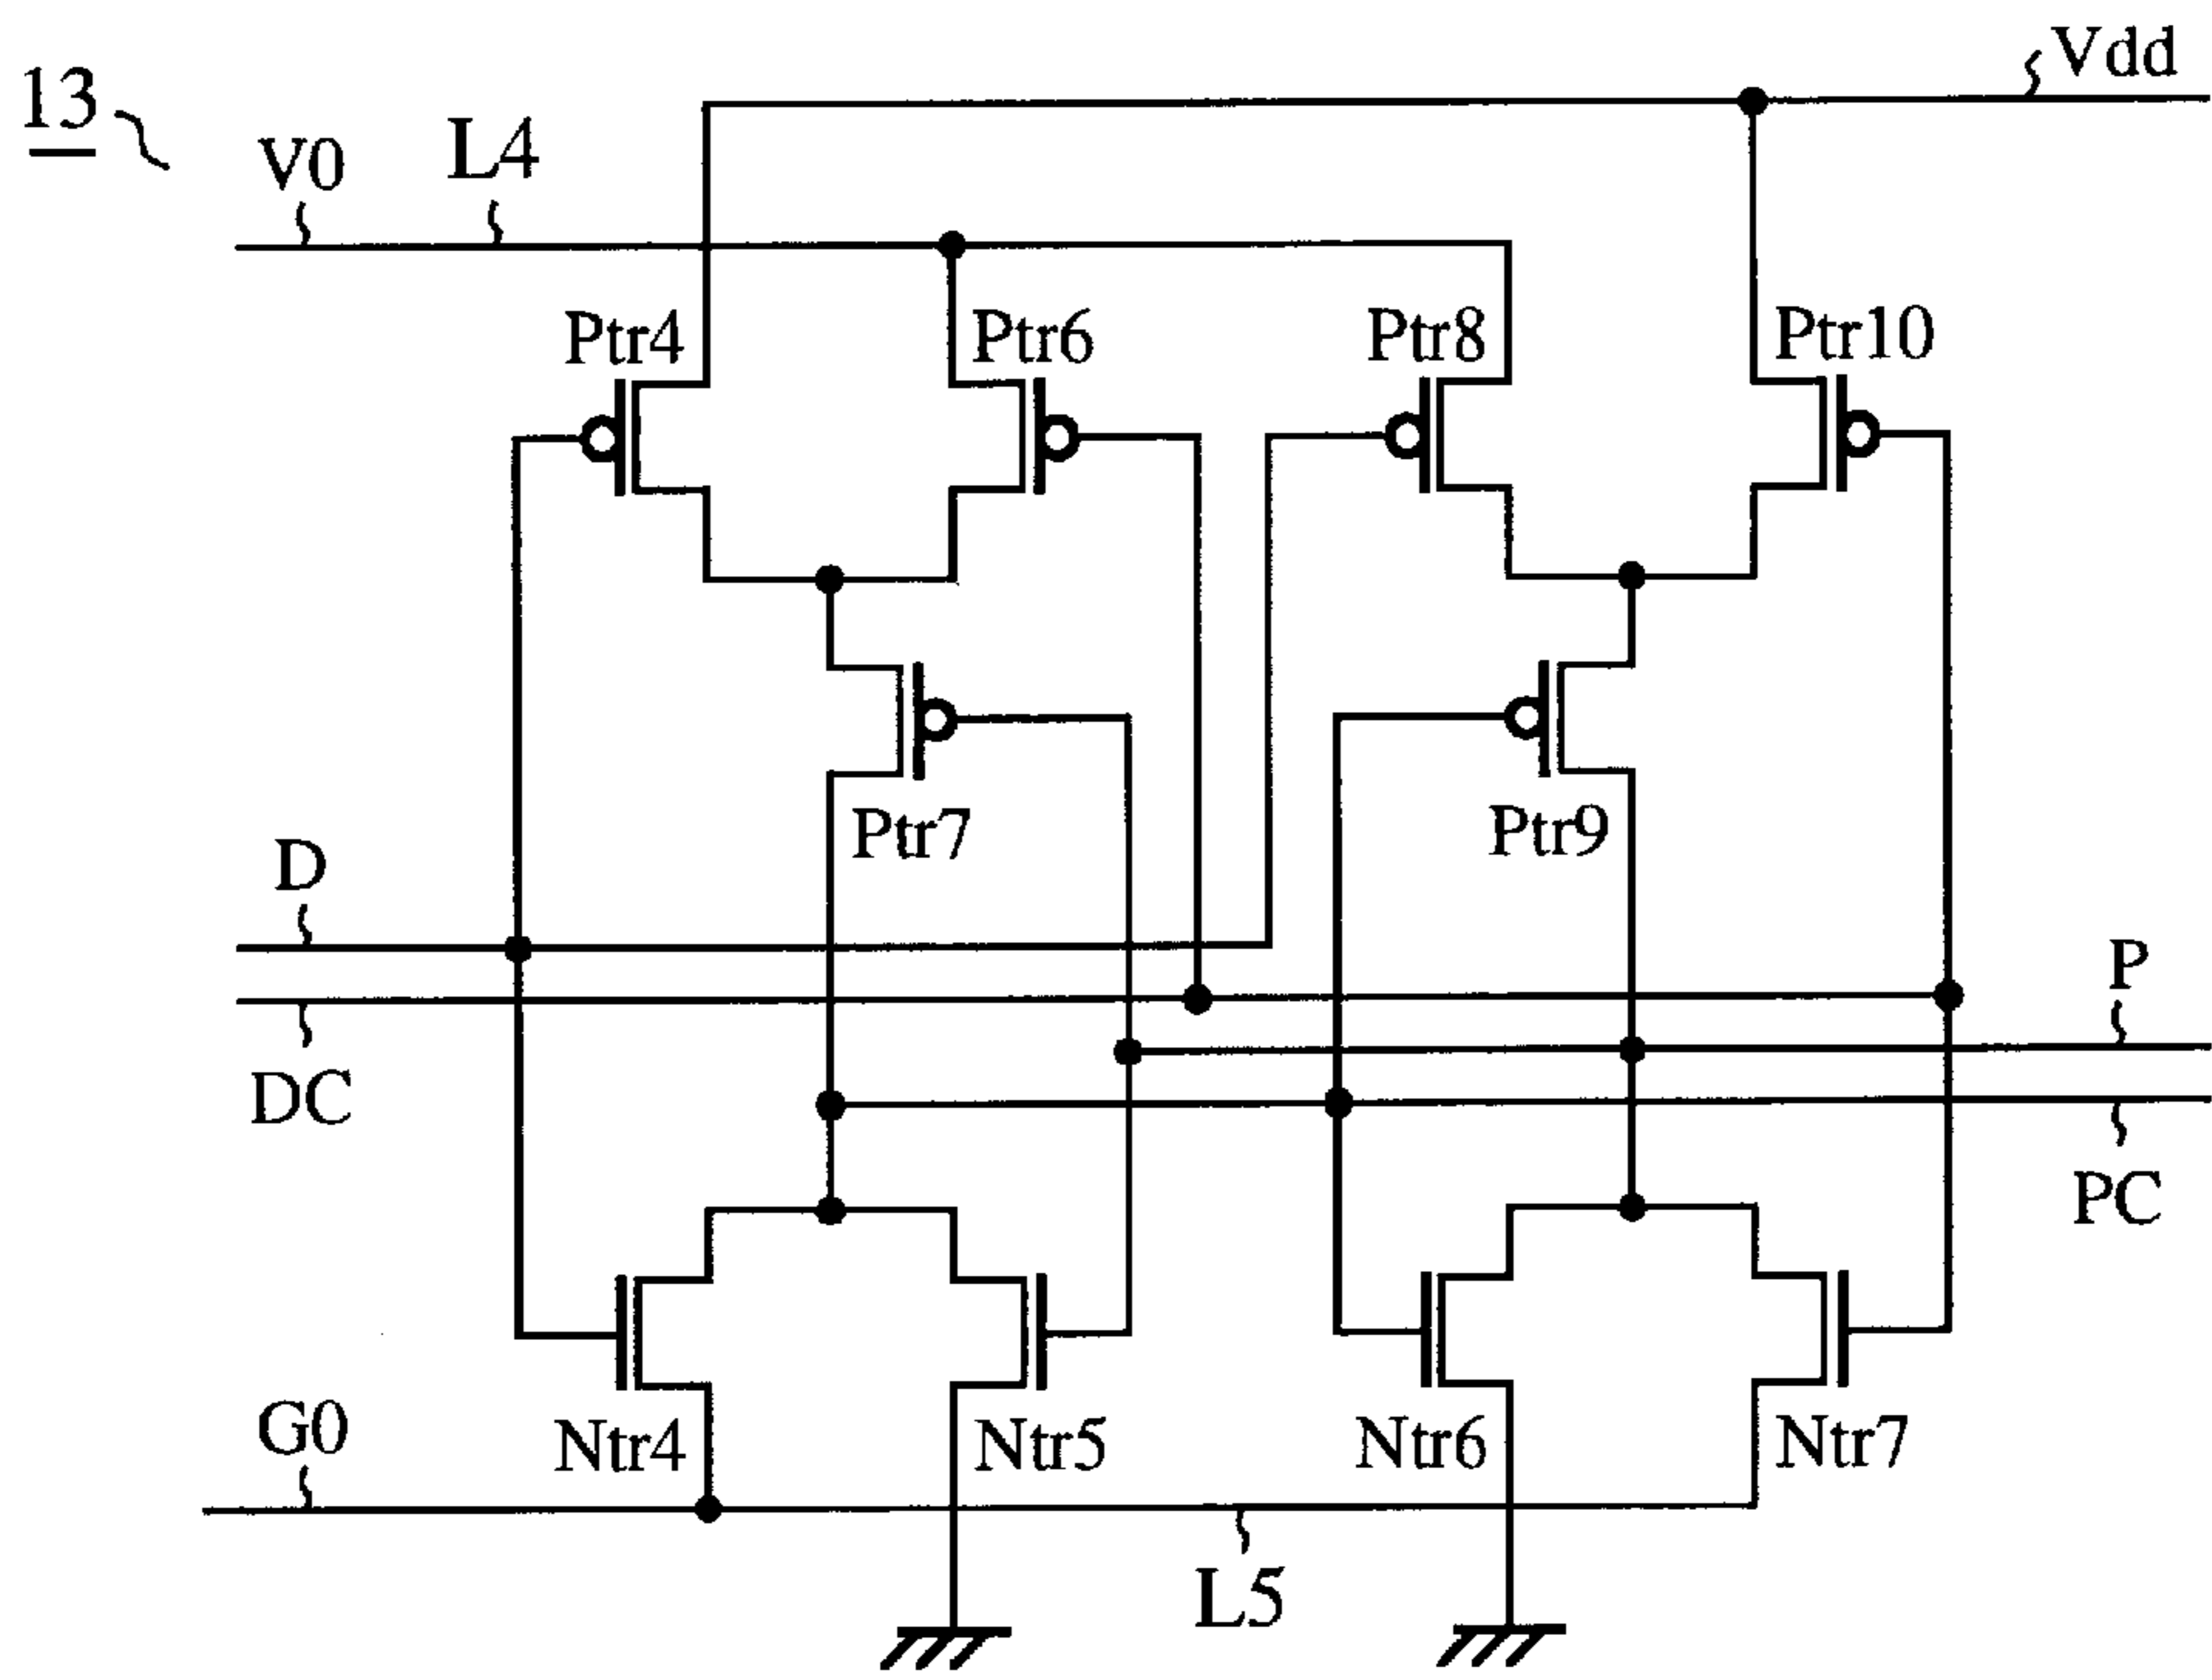 Vdd
13
V0
L4
Ptr4
Ptr6
Ptr8
Ptr10
Ptr7
Ptr9
D
P
DC
PC
G0
Ntr4
Ntr5
Ntr6
Ntr7
L5